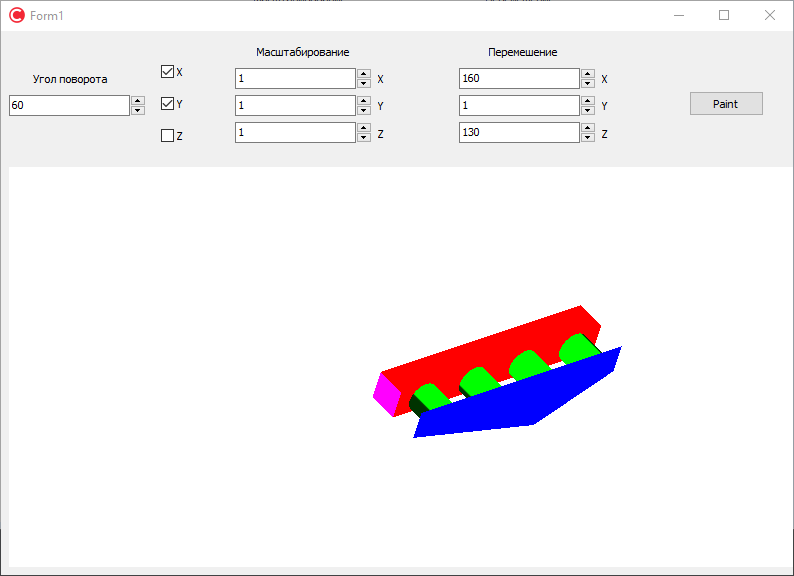 Form1
Масштабирование
Перемешение
Угол поворота
X
1
X
160
X
60
Y
1
Y
1
Y
Paint
Z
1
Z
130
Z